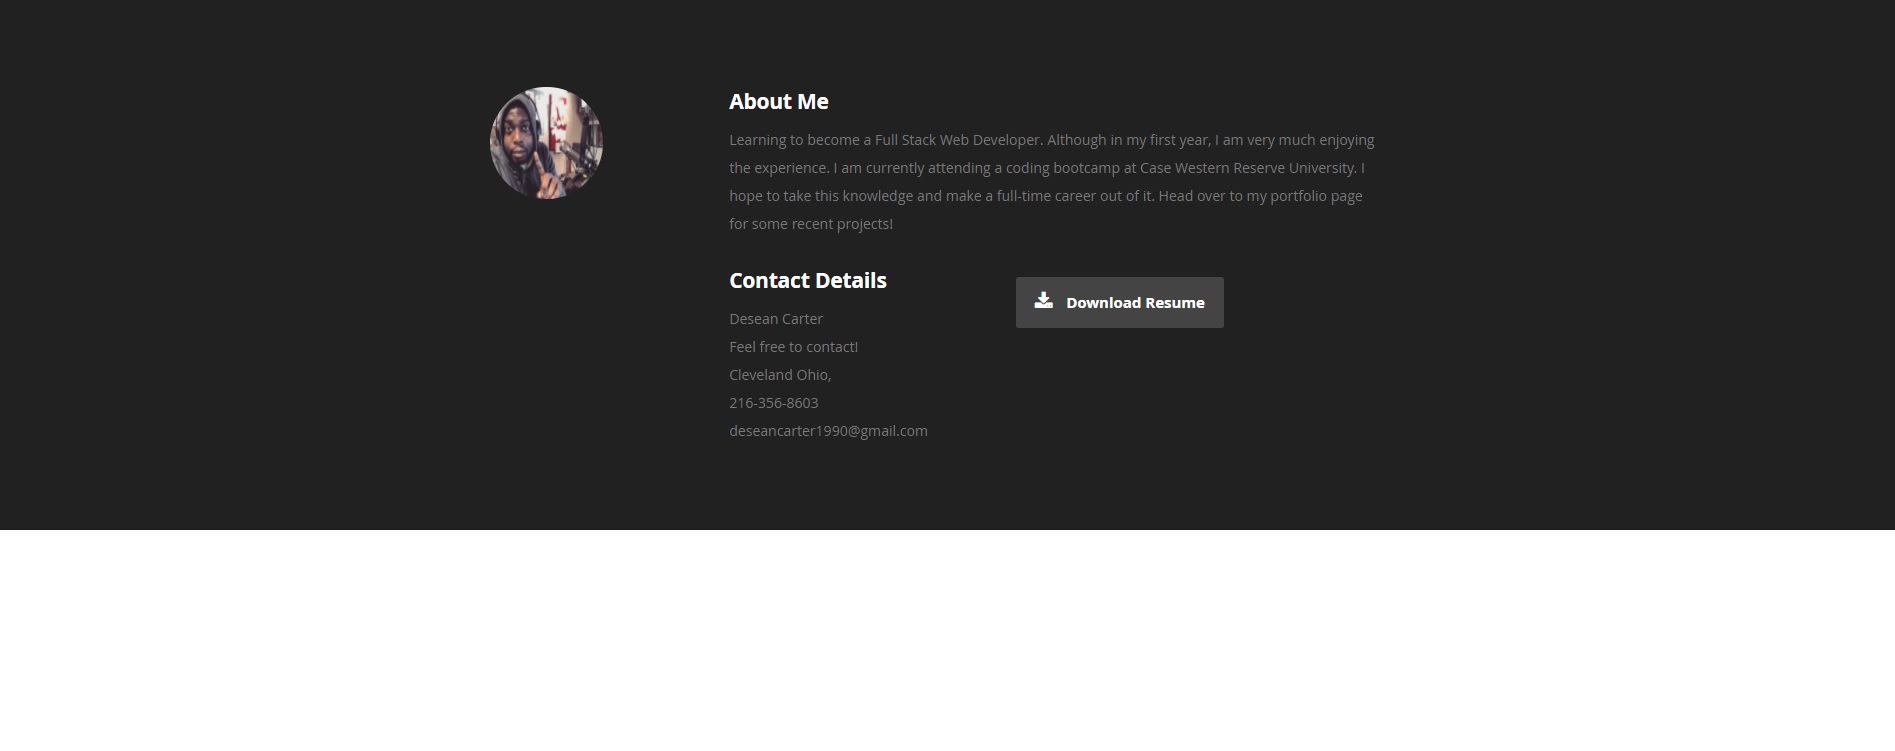 About Me
Learning to become a Full Stack Web Developer. Although in my first year, I am very much enjoying
the experience. I am currently attending a coding bootcamp at Case Western Reserve University. I
hope to take this knowledge and make a full-time career out of it. Head over to my portfolio page
for some recent projects!
Contact Details
Download Resume
Desean Carter
Feel free to contact!
Cleveland Ohio,
216-356-8603
deseancarter1990@gmail.com